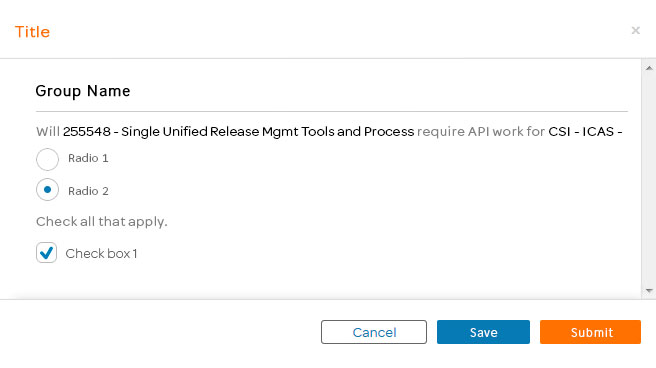 Title
Group Name
Will 255548 - Single Unified Release Mgmt Tools and Process require API work for CSI - ICAS -
Radio 1
Radio 2
Check all that apply.
Check box 1
Cancel Save Submit